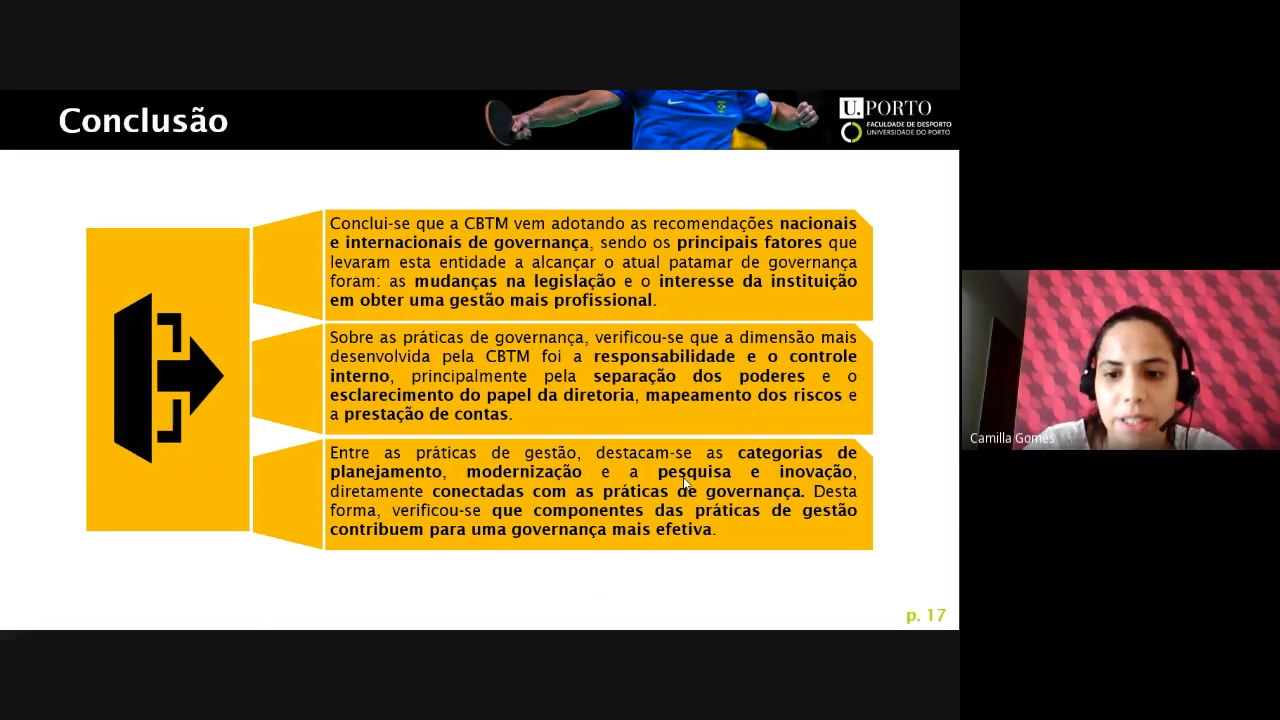 Conclusão
U.PORTO
FACULDADE DE DESPORTO
UNIVERSIDADE DO PORTO
Conclui-se que a CBTM vem adotando as recomendações nacionais
e internacionais de governança, sendo os principais fatores que
levaram esta entidade a alcançar o atual patamar de governança
foram: as mudanças na legislação e o interesse da instituição
em obter uma gestão mais profissional.
Sobre as práticas de governança, verificou-se que a dimensão mais
desenvolvida pela CBTM foi a responsabilidade e o controle
interno, principalmente pela separação dos poderes e o
esclarecimento do papel da diretoria, mapeamento dos riscos e
a prestação de contas.
Entre as práticas de gestão, destacam-se as categorias de
planejamento, modernização e a pesquisa e inovação,
diretamente conectadas com as práticas de governança. Desta
forma, verificou-se que componentes das práticas de gestão
contribuem para uma governança mais efetiva.
p. 17
Camilla Gomes